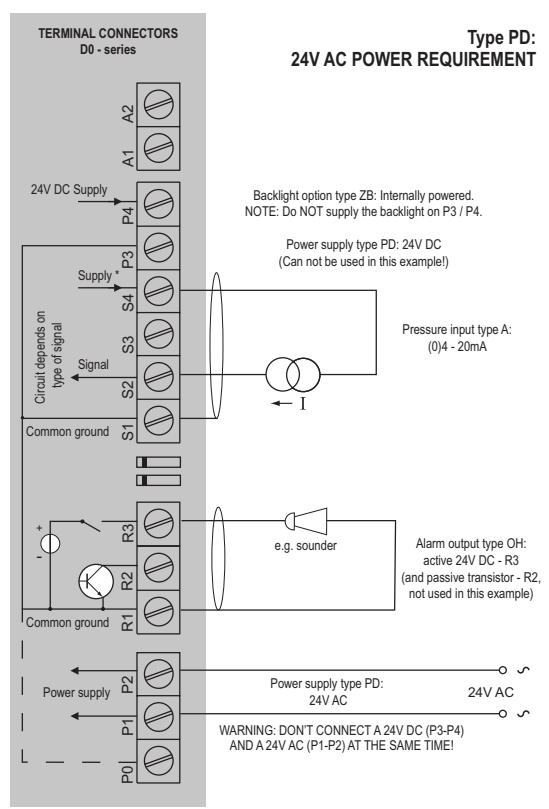 TERMINAL CONNECTORS
D0 - series
Type PD:
24V AC POWER REQUIREMENT
A2
A1
24V DC Supply
P4
Backlight option type ZB: Internally powered.
NOTE: Do NOT supply the backlight on P3 / P4.
P3
Power supply type PD: 24V DC
(Can not be used in this example!)
Supply *
S4
Circuit depends on
type of signal
S3
Pressure input type A:
(0)4 - 20mA
Signal
S2
I
Common ground
S1
+
-
R3
e.g. sounder
R2
Alarm output type OH:
active 24V DC - R3
(and passive transistor - R2,
not used in this example)
Common ground
R1
P2
Power supply
Power supply type PD:
24V AC
24V AC
P1
WARNING: DON'T CONNECT A 24V DC (P3-P4)
AND A 24V AC (P1-P2) AT THE SAME TIME!
P0